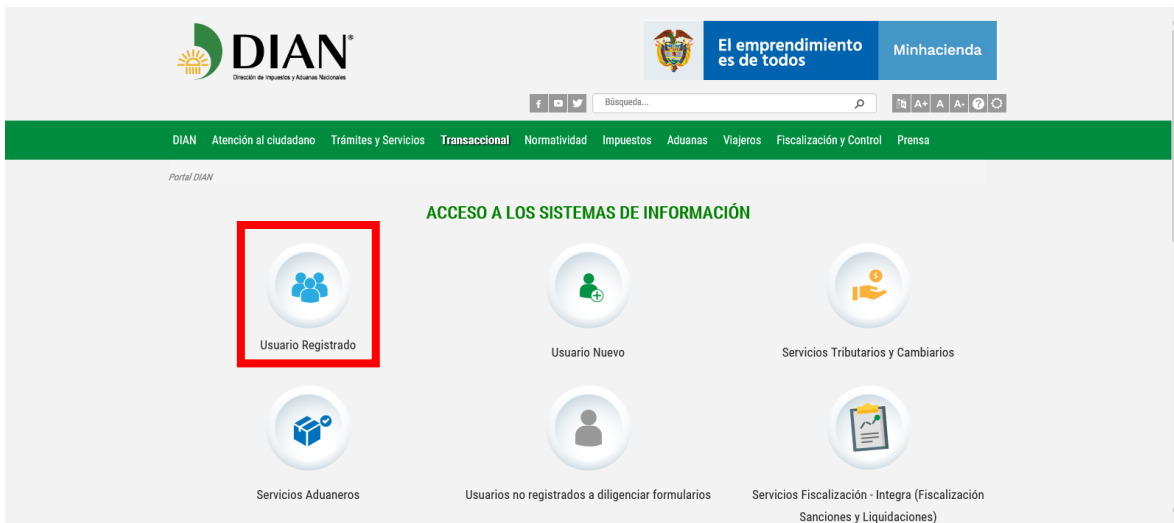 DIAN®
Dirección de Impuestos y Aduanas Nacionales
El emprendimiento
es de todos
Minhacienda
Búsqueda...
A+ A A-
DIAN Atención al ciudadano Trámites y Servicios Transaccional Normatividad Impuestos Aduanas Viajeros Fiscalización y Control Prensa
Portal DIAN
ACCESO A LOS SISTEMAS DE INFORMACIÓN
Usuario Registrado
Usuario Nuevo
Servicios Tributarios y Cambiarios
Servicios Aduaneros
Usuarios no registrados a diligenciar formularios
Servicios Fiscalización - Integra (Fiscalización
Sanciones y Liquidaciones)